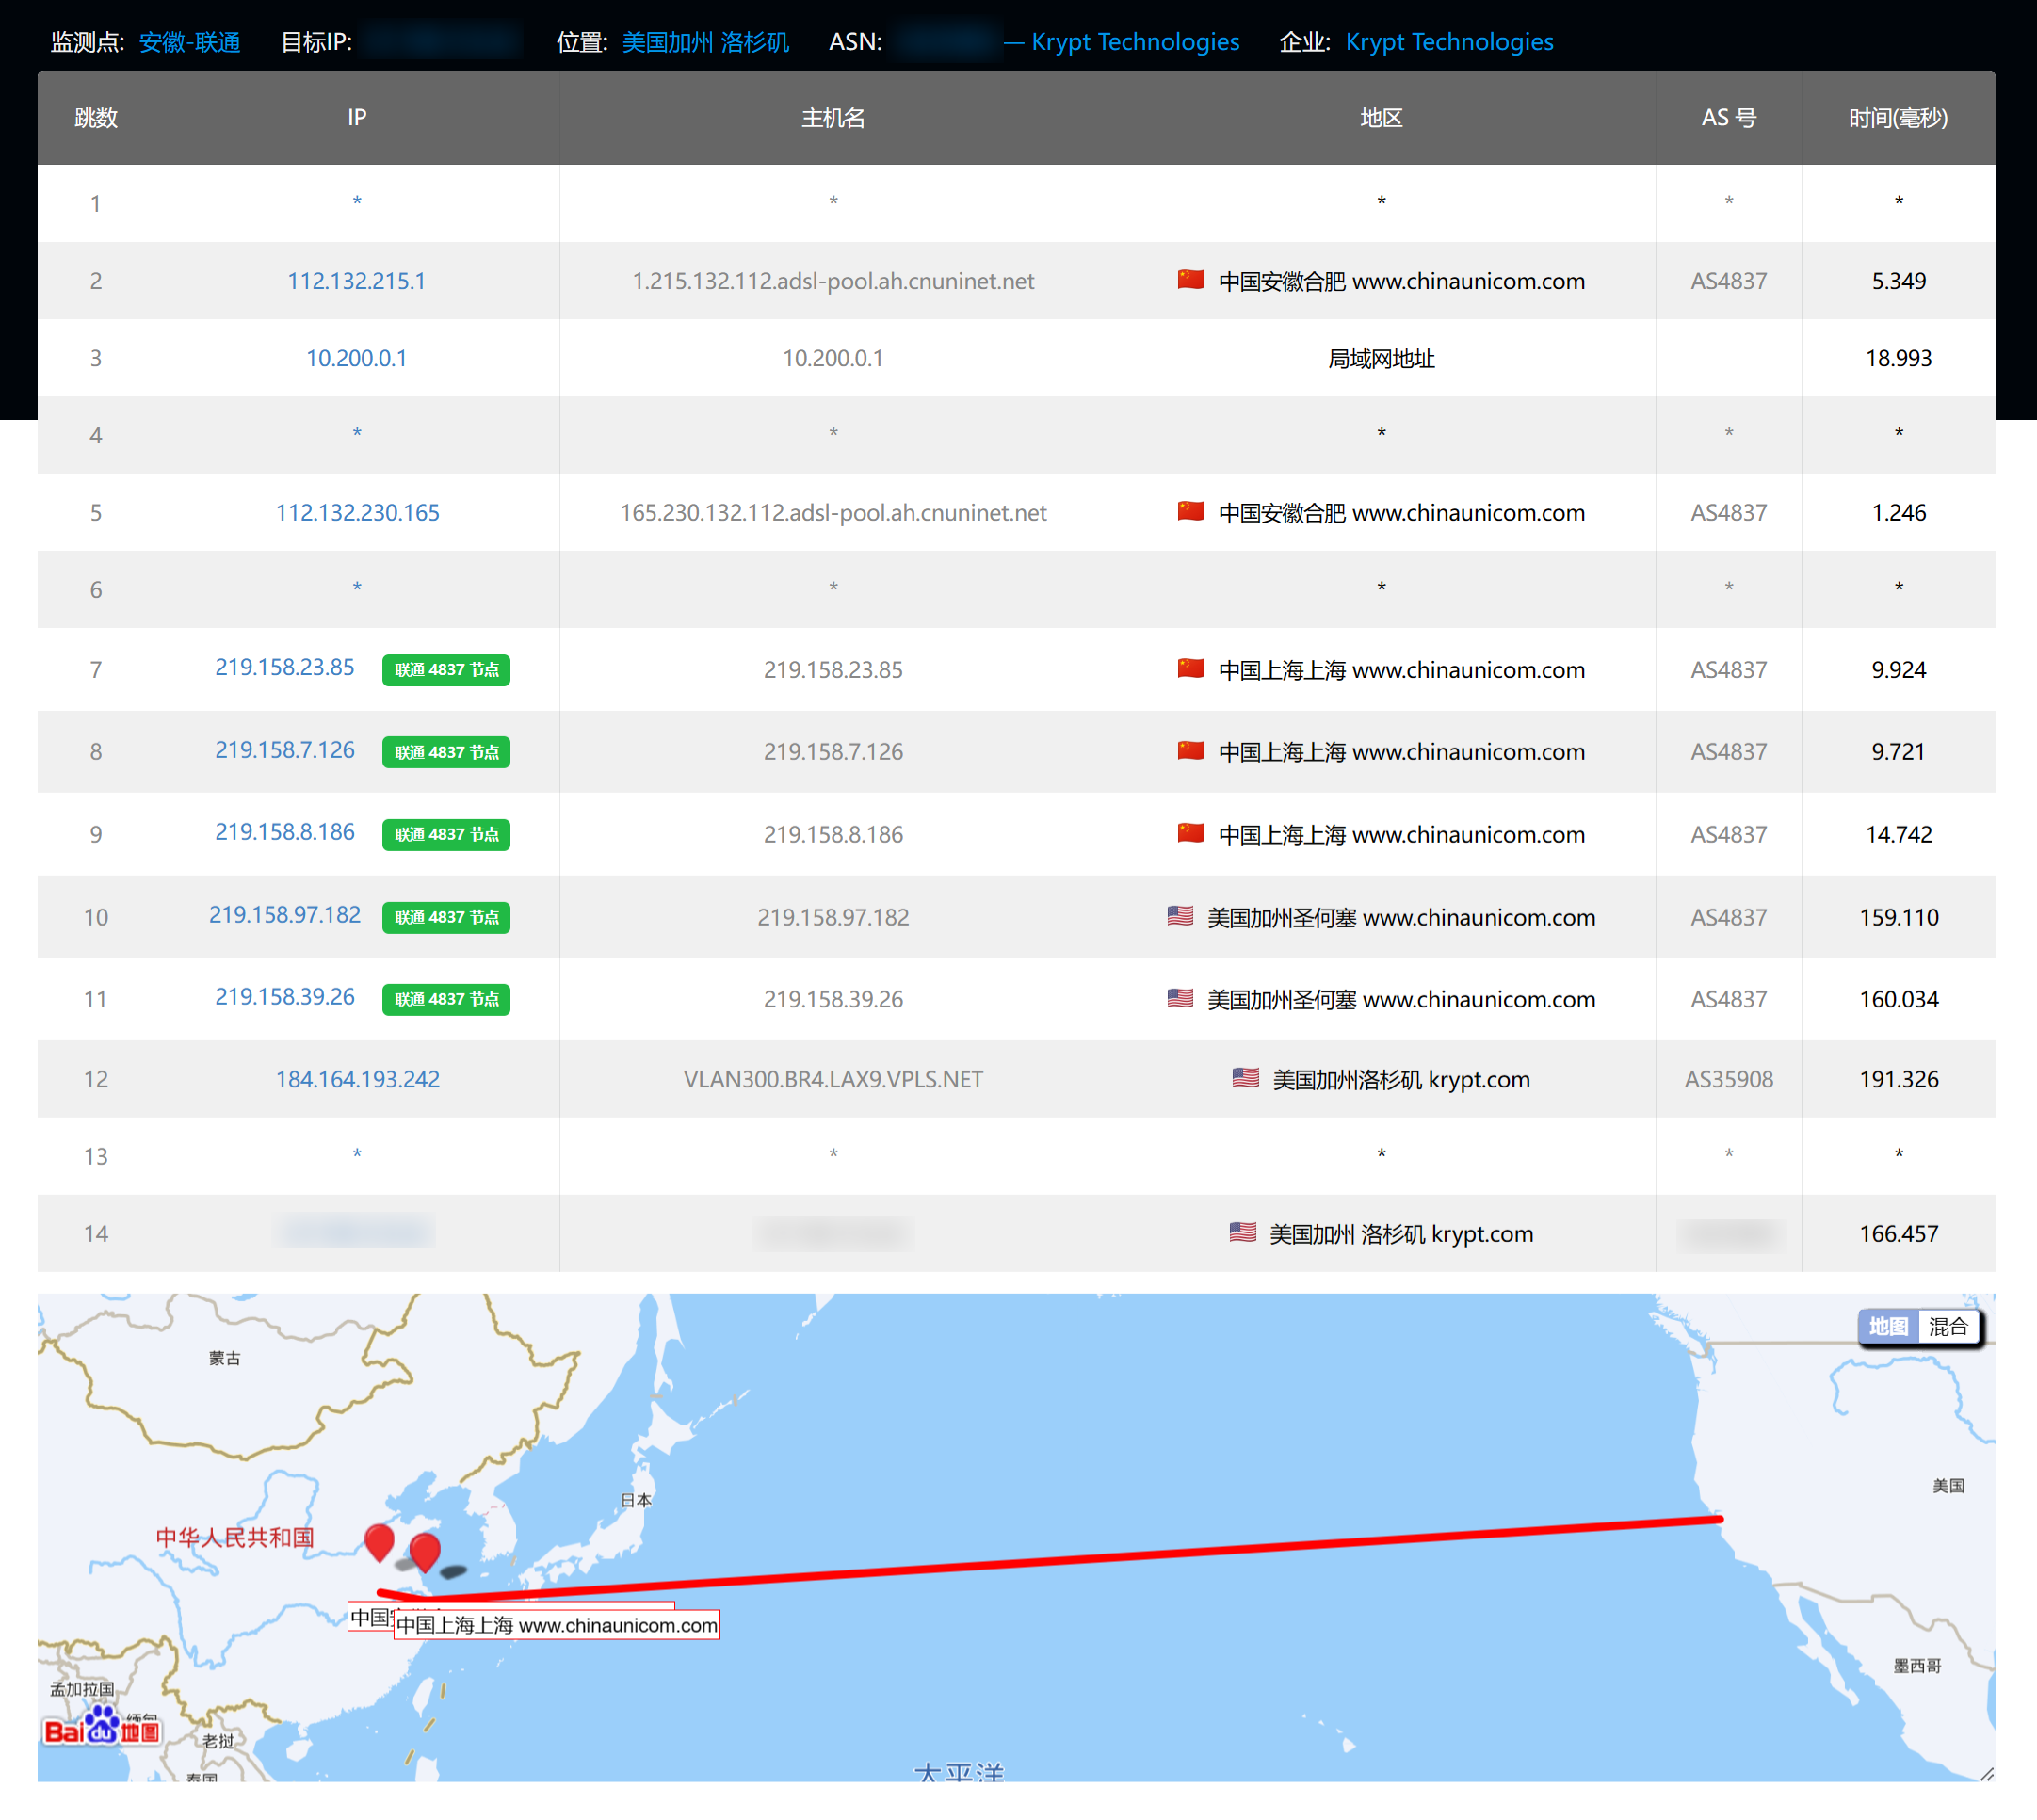 监测点: 安徽-联通 目标IP: 位置: 美国加州 洛杉矶 ASN: — Krypt Technologies 企业: Krypt Technologies
跳数 IP 主机名 地区 AS 号 时间(毫秒)
1 * * * * *
2 112.132.215.1 1.215.132.112.adsl-pool.ah.cnuninet.net 中国安徽合肥 www.chinaunicom.com AS4837 5.349
3 10.200.0.1 10.200.0.1 局域网地址 18.993
4 * * * * *
5 112.132.230.165 165.230.132.112.adsl-pool.ah.cnuninet.net 中国安徽合肥 www.chinaunicom.com AS4837 1.246
6 * * * * *
7 219.158.23.85 联通 4837 节点 219.158.23.85 中国上海上海 www.chinaunicom.com AS4837 9.924
8 219.158.7.126 联通 4837 节点 219.158.7.126 中国上海上海 www.chinaunicom.com AS4837 9.721
9 219.158.8.186 联通 4837 节点 219.158.8.186 中国上海上海 www.chinaunicom.com AS4837 14.742
10 219.158.97.182 联通 4837 节点 219.158.97.182 美国加州圣何塞 www.chinaunicom.com AS4837 159.110
11 219.158.39.26 联通 4837 节点 219.158.39.26 美国加州圣何塞 www.chinaunicom.com AS4837 160.034
12 184.164.193.242 VLAN300.BR4.LAX9.VPLS.NET 美国加州洛杉矶 krypt.com AS35908 191.326
13 * * * * *
14 美国加州 洛杉矶 krypt.com 166.457
地图 混合
蒙古
美国
日本
中华人民共和国
中国
中国上海上海 www.chinaunicom.com
墨西哥
孟加拉国
缅甸
Bai du 地图
老挝
泰国
太平洋